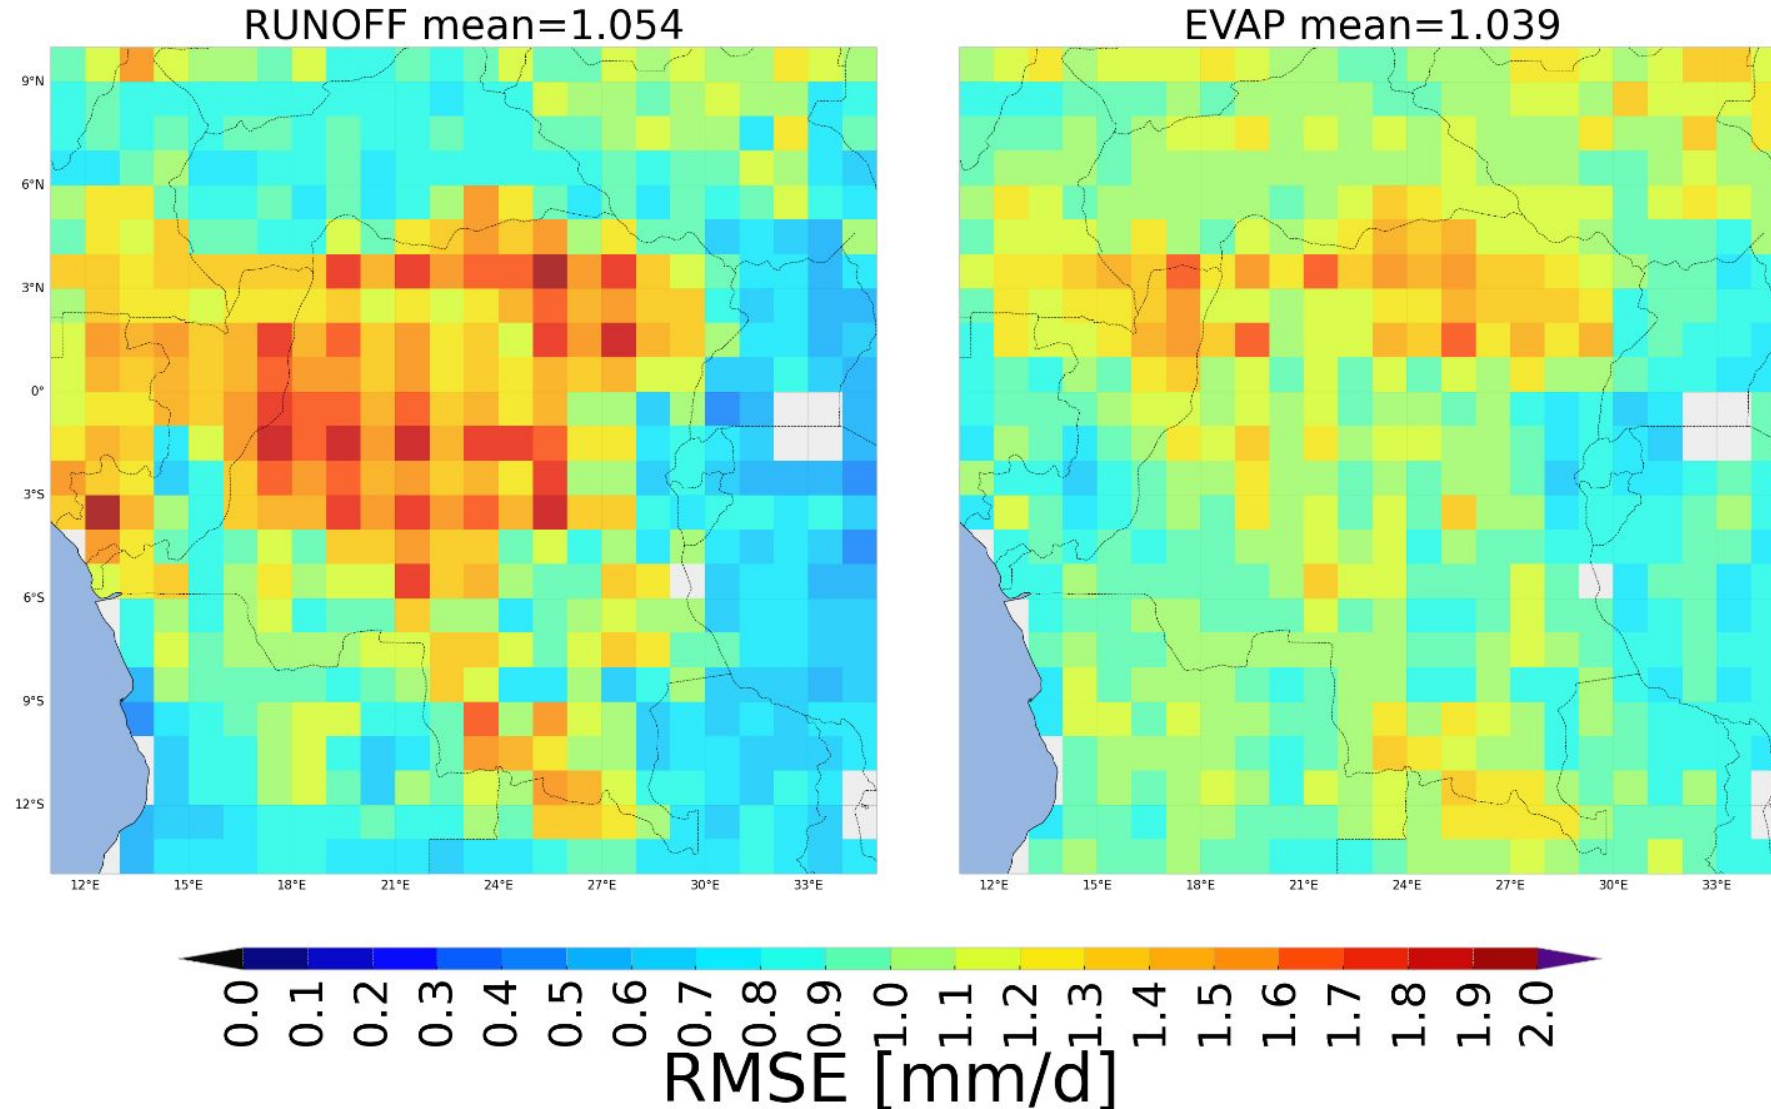 RUNOFF mean=1.054
EVAP mean=1.039
9°N
6°N
3°N
0°
3°S
6°S
9°S
12°S
12°E 15°E 18°E 21°E 24°E 27°E 30°E 33°E
12°E 15°E 18°E 21°E 24°E 27°E 30°E 33°E
0.0 0.1 0.2 0.3 0.4 0.5 0.6 0.7 0.8 0.9 1.0 1.1 1.2 1.3 1.4 1.5 1.6 1.7 1.8 1.9 2.0
RMSE [mm/d]